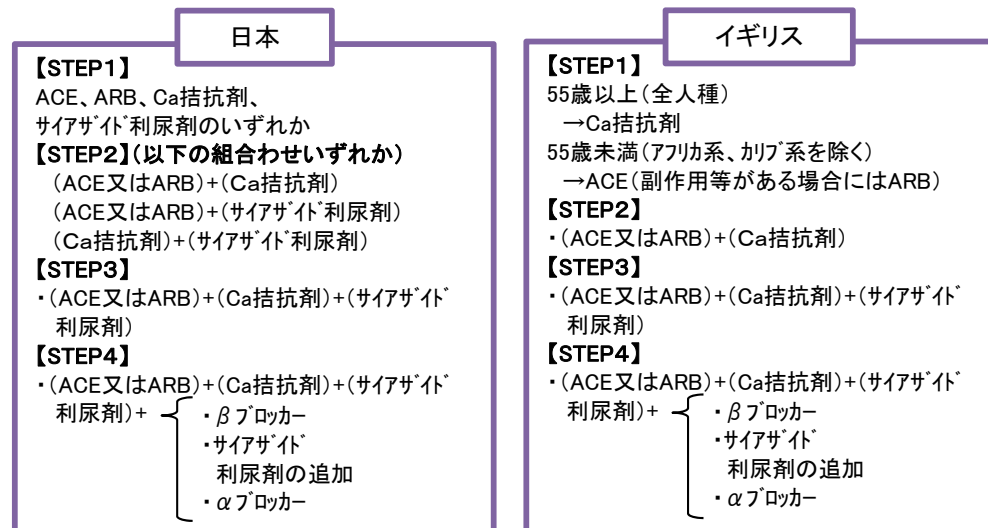 日本
【STEP1】
ACE、ARB、Ca拮抗剤、
ｻｲｱｻﾞｲﾄﾞ利尿剤のいずれか
【STEP2】(以下の組合わせいずれか)
(ACE又はARB)+(Ｃa拮抗剤)
(ACE又はARB)+(ｻｲｱｻﾞｲﾄﾞ利尿剤)
(Ｃa拮抗剤)+(ｻｲｱｻﾞｲﾄﾞ利尿剤)
【STEP3】
・(ACE又はARB)+(Ca拮抗剤)+(ｻｲｱｻﾞｲﾄﾞ
利尿剤)
【STEP4】
・(ACE又はARB)+(Ca拮抗剤)+(ｻｲｱｻﾞｲﾄﾞ
利尿剤)+
・βﾌﾞﾛｯｶｰ
・ｻｲｱｻﾞｲﾄﾞ
利尿剤の追加
・αﾌﾞﾛｯｶｰ
イギリス
【STEP1】
55歳以上(全人種)
→Ca拮抗剤
55歳未満(ｱﾌﾘｶ系、ｶﾘﾌﾞ系を除く)
→ACE(副作用等がある場合にはARB)
【STEP2】
・(ACE又はARB)+(Ｃa拮抗剤)
【STEP3】
・(ACE又はARB)+(Ca拮抗剤)+(ｻｲｱｻﾞｲﾄﾞ
利尿剤)
【STEP4】
・(ACE又はARB)+(Ca拮抗剤)+(ｻｲｱｻﾞｲﾄﾞ
利尿剤)+
・βﾌﾞﾛｯｶｰ
・ｻｲｱｻﾞｲﾄﾞ
利尿剤の追加
・αﾌﾞﾛｯｶｰ